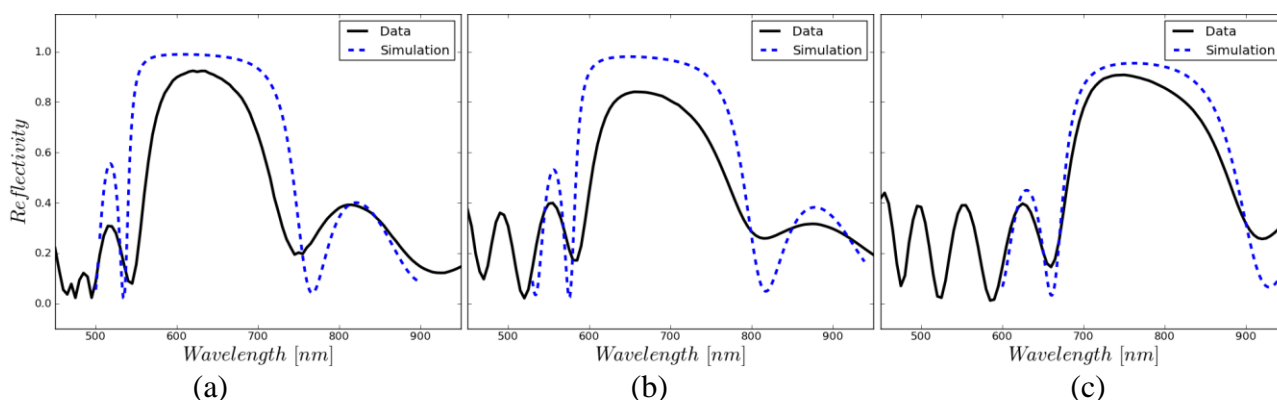 Data
Simulation
Data
Simulation
Data
Simulation
1.0
0.8
0.6
0.4
0.2
0.0
Reflectivity
500 600 700 800 900
500 600 700 800 900
500 600 700 800 900
Wavelength [nm]
Wavelength [nm]
Wavelength [nm]
(a)
(b)
(c)